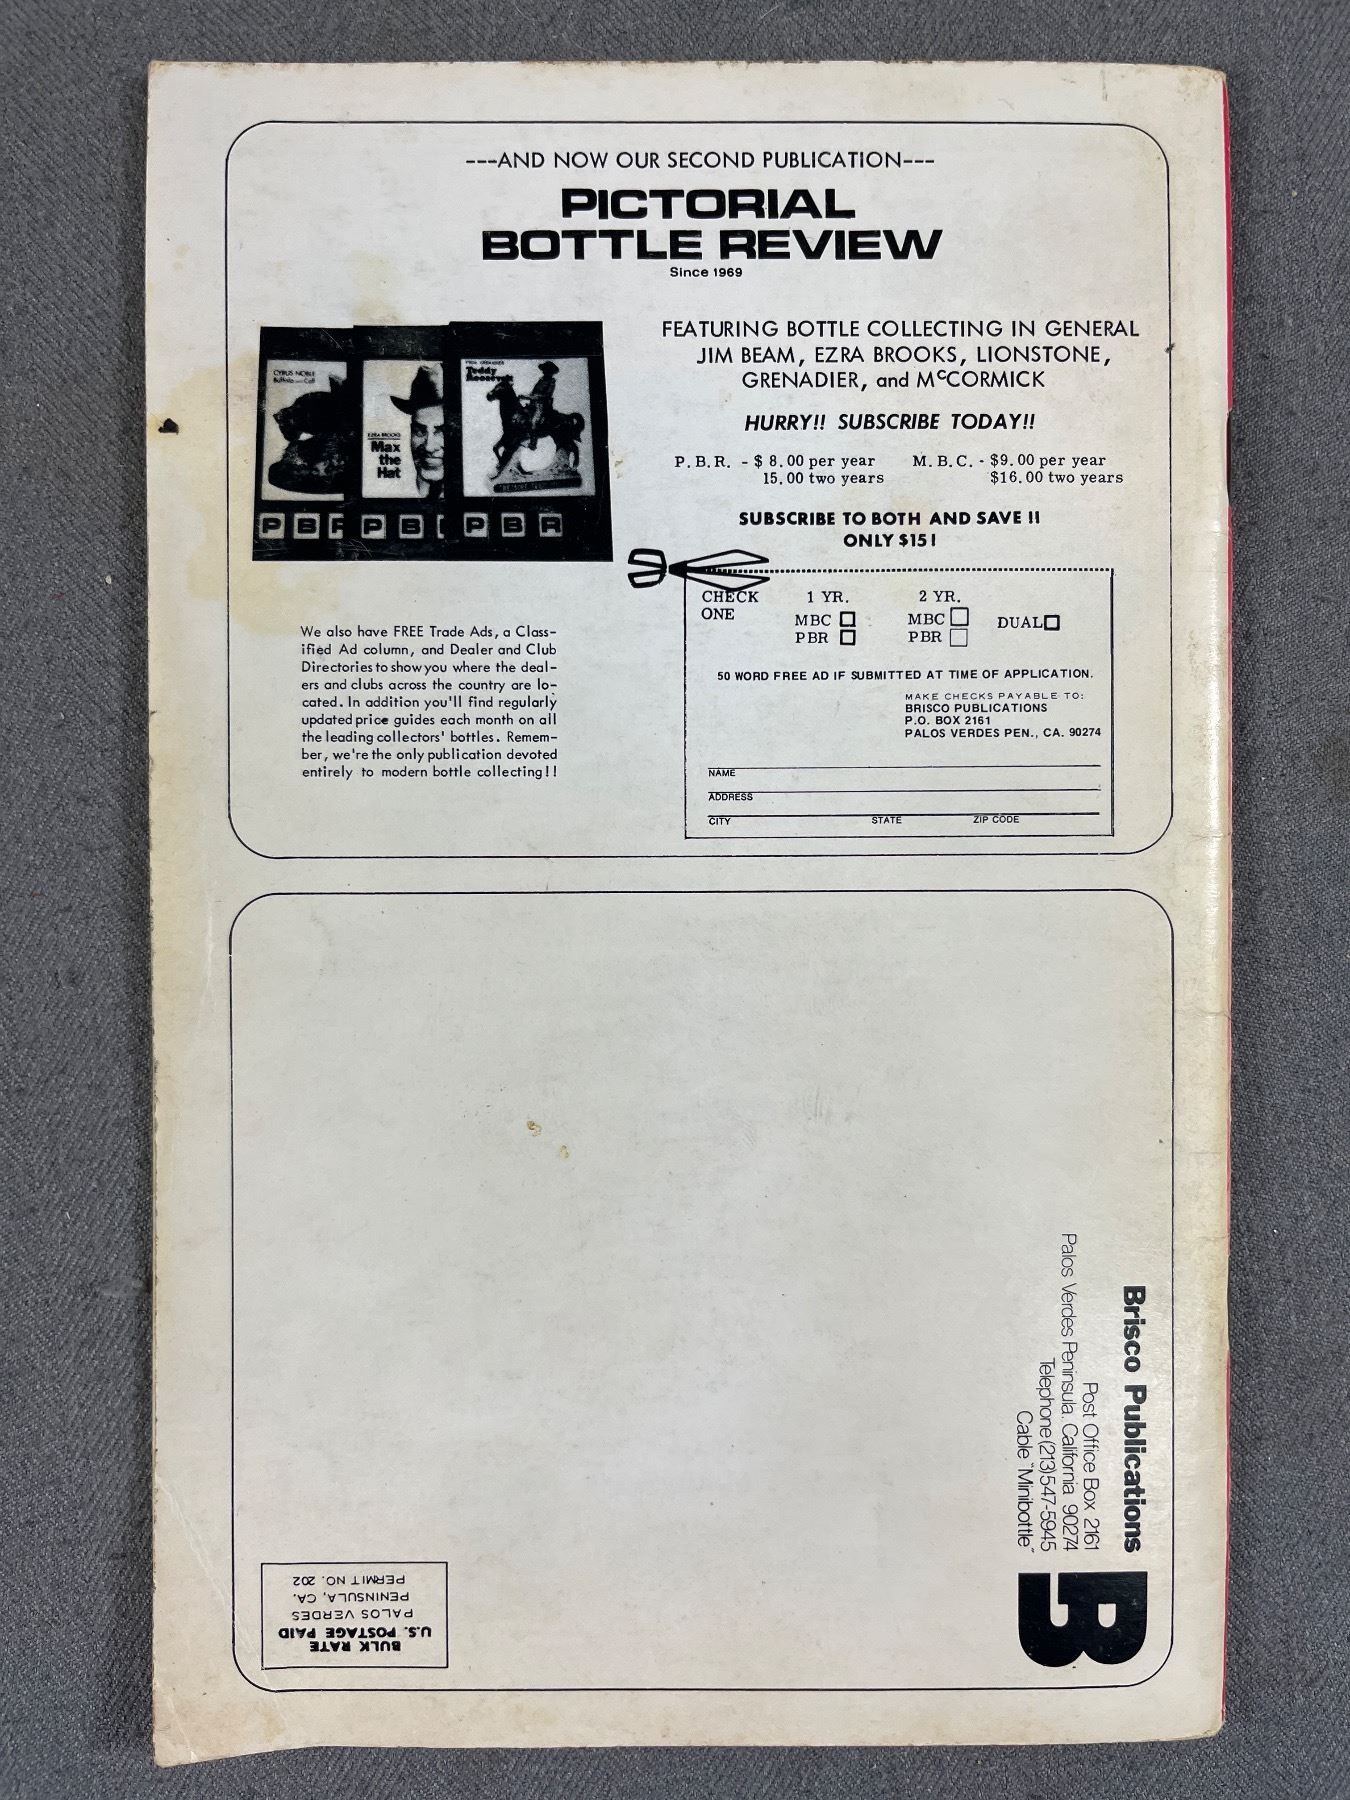 ---AND NOW OUR SECOND PUBLICATION---
PICTORIAL
BOTTLE REVIEW
Since 1969
CYRUS NOBLE
EZRA BROOKS
Max
the
Hat
Teddy
Roosevelt
P B R P B P B R
FEATURING BOTTLE COLLECTING IN GENERAL
JIM BEAM, EZRA BROOKS, LIONSTONE,
GRENADIER, and McCORMICK
HURRY!! SUBSCRIBE TODAY!!
P.B.R. - $ 8.00 per year M.B.C. - $9.00 per year
15.00 two years $16.00 two years
SUBSCRIBE TO BOTH AND SAVE !!
ONLY $15!
CHECK 1 YR. 2 YR.
ONE
MBC MBC DUAL
PBR PBR
50 WORD FREE AD IF SUBMITTED AT TIME OF APPLICATION.
MAKE CHECKS PAYABLE TO:
BRISCO PUBLICATIONS
P.O. BOX 2161
PALOS VERDES PEN., CA. 90274
NAME
ADDRESS
CITY STATE ZIP CODE
We also have FREE Trade Ads, a Class-
ified Ad column, and Dealer and Club
Directories to show you where the deal-
ers and clubs across the country are lo-
cated. In addition you'll find regularly
updated price guides each month on all
the leading collectors' bottles. Remem-
ber, we're the only publication devoted
entirely to modern bottle collecting!!
Brisco Publications
Post Office Box 2161
Palos Verdes Peninsula, California 90274
Telephone (213) 547-5945
Cable "Minibottle"
B
BULK RATE
U.S. POSTAGE PAID
PALOS VERDES
PENINSULA, CA.
PERMIT NO. 202